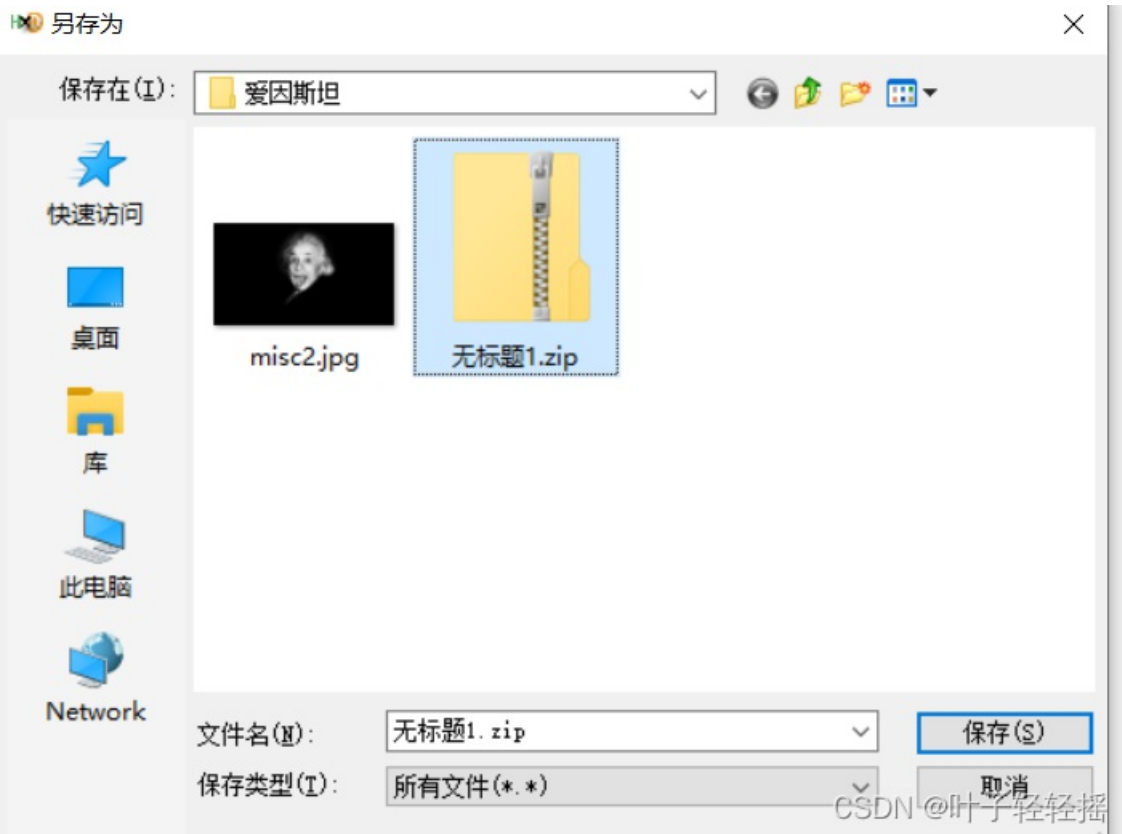 另存为
保存在(I):
爱因斯坦
快速访问
桌面
库
此电脑
Network
misc2.jpg
无标题1.zip
文件名(N):
无标题1.zip
保存(S)
保存类型(T):
所有文件(*.*)
取消
CSDN @叶子轻轻摇